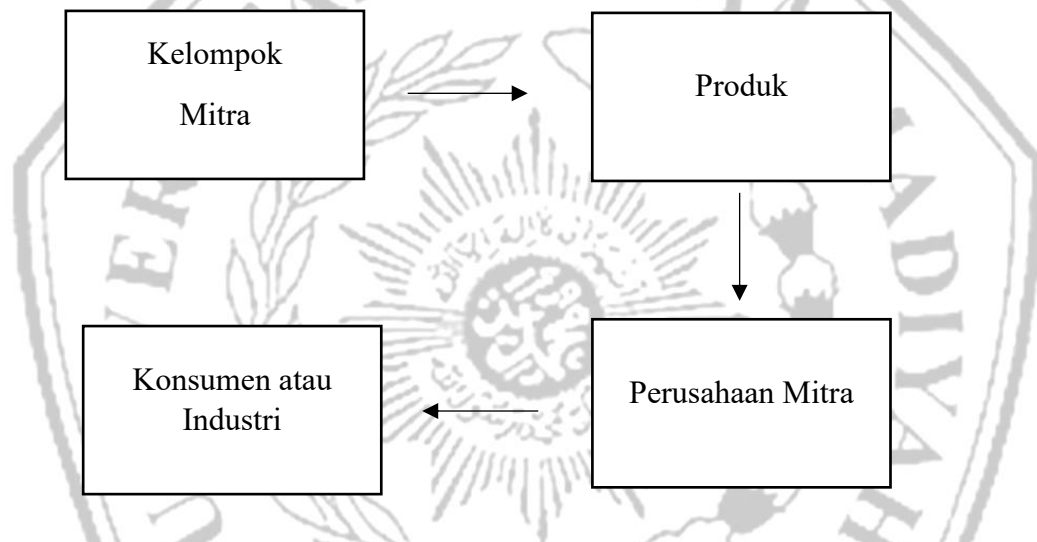 Kelompok
Mitra
Produk
Perusahaan Mitra
Konsumen atau
Industri